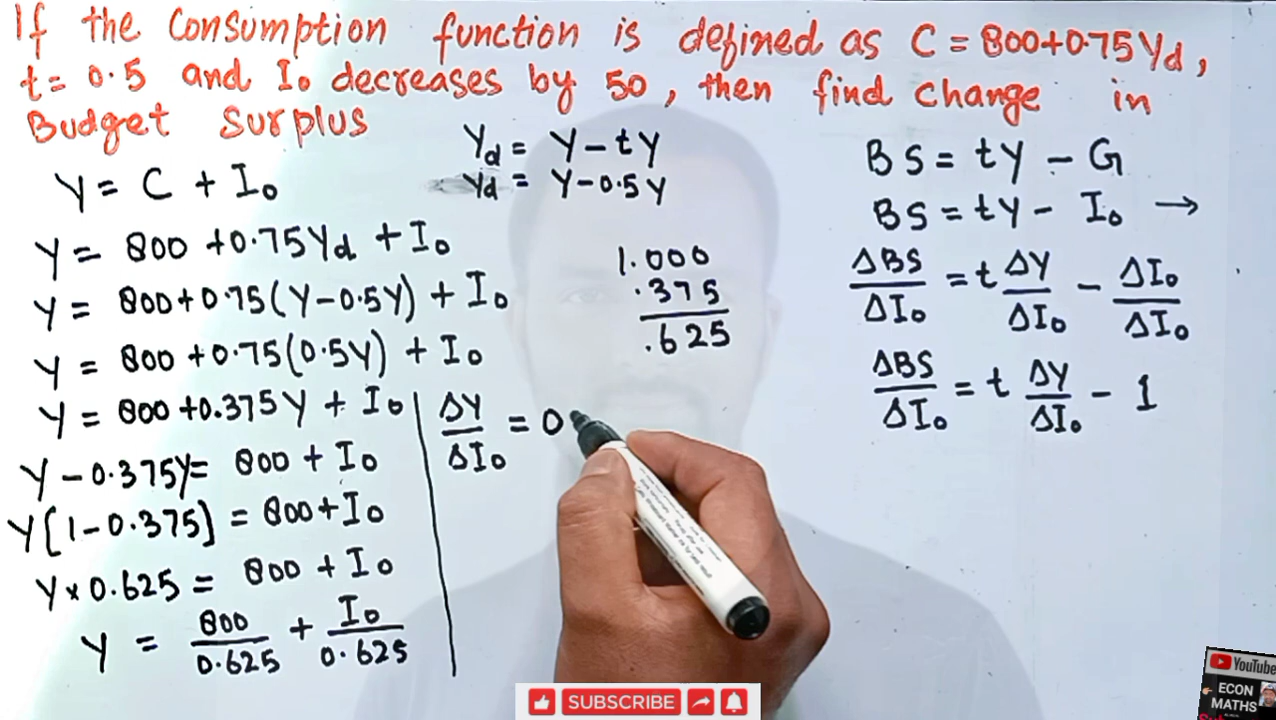 If the Consumption function is defined as C = 800+0.75Yd,
t = 0.5 and I₀ decreases by 50, then find change in
Budget Surplus
Y = C + I₀
Y = 800 + 0.75Yd + I₀
Y = 800+0.75(Y-0.5Y) + I₀
Y = 800 +0.75(0.5Y) + I₀
Y = 800 +0.375Y + I₀
Y - 0.375Y = 800 + I₀
Y[1-0.375] = 800+I₀
Y×0.625 = 800 + I₀
Y = 800/0.625 + I₀/0.625
Yd = Y - tY
Yd = Y-0.5Y
1.000
.375
.625
ΔY/ΔI₀ = 0
BS = tY - G
BS = tY - I₀ →
ΔBS/ΔI₀ = t ΔY/ΔI₀ - ΔI₀/ΔI₀
ΔBS/ΔI₀ = t ΔY/ΔI₀ - 1
SUBSCRIBE
YouTube
ECON
MATHS